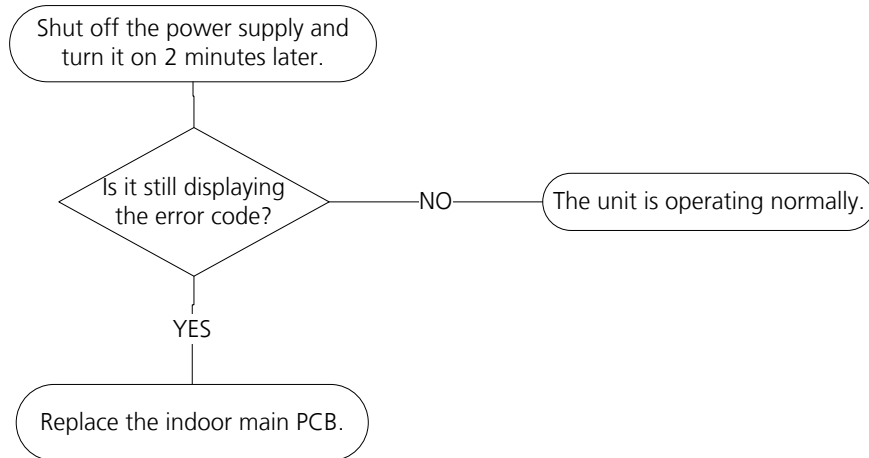 Shut off the power supply and
turn it on 2 minutes later.
Is it still displaying
the error code?
NO
The unit is operating normally.
YES
Replace the indoor main PCB.